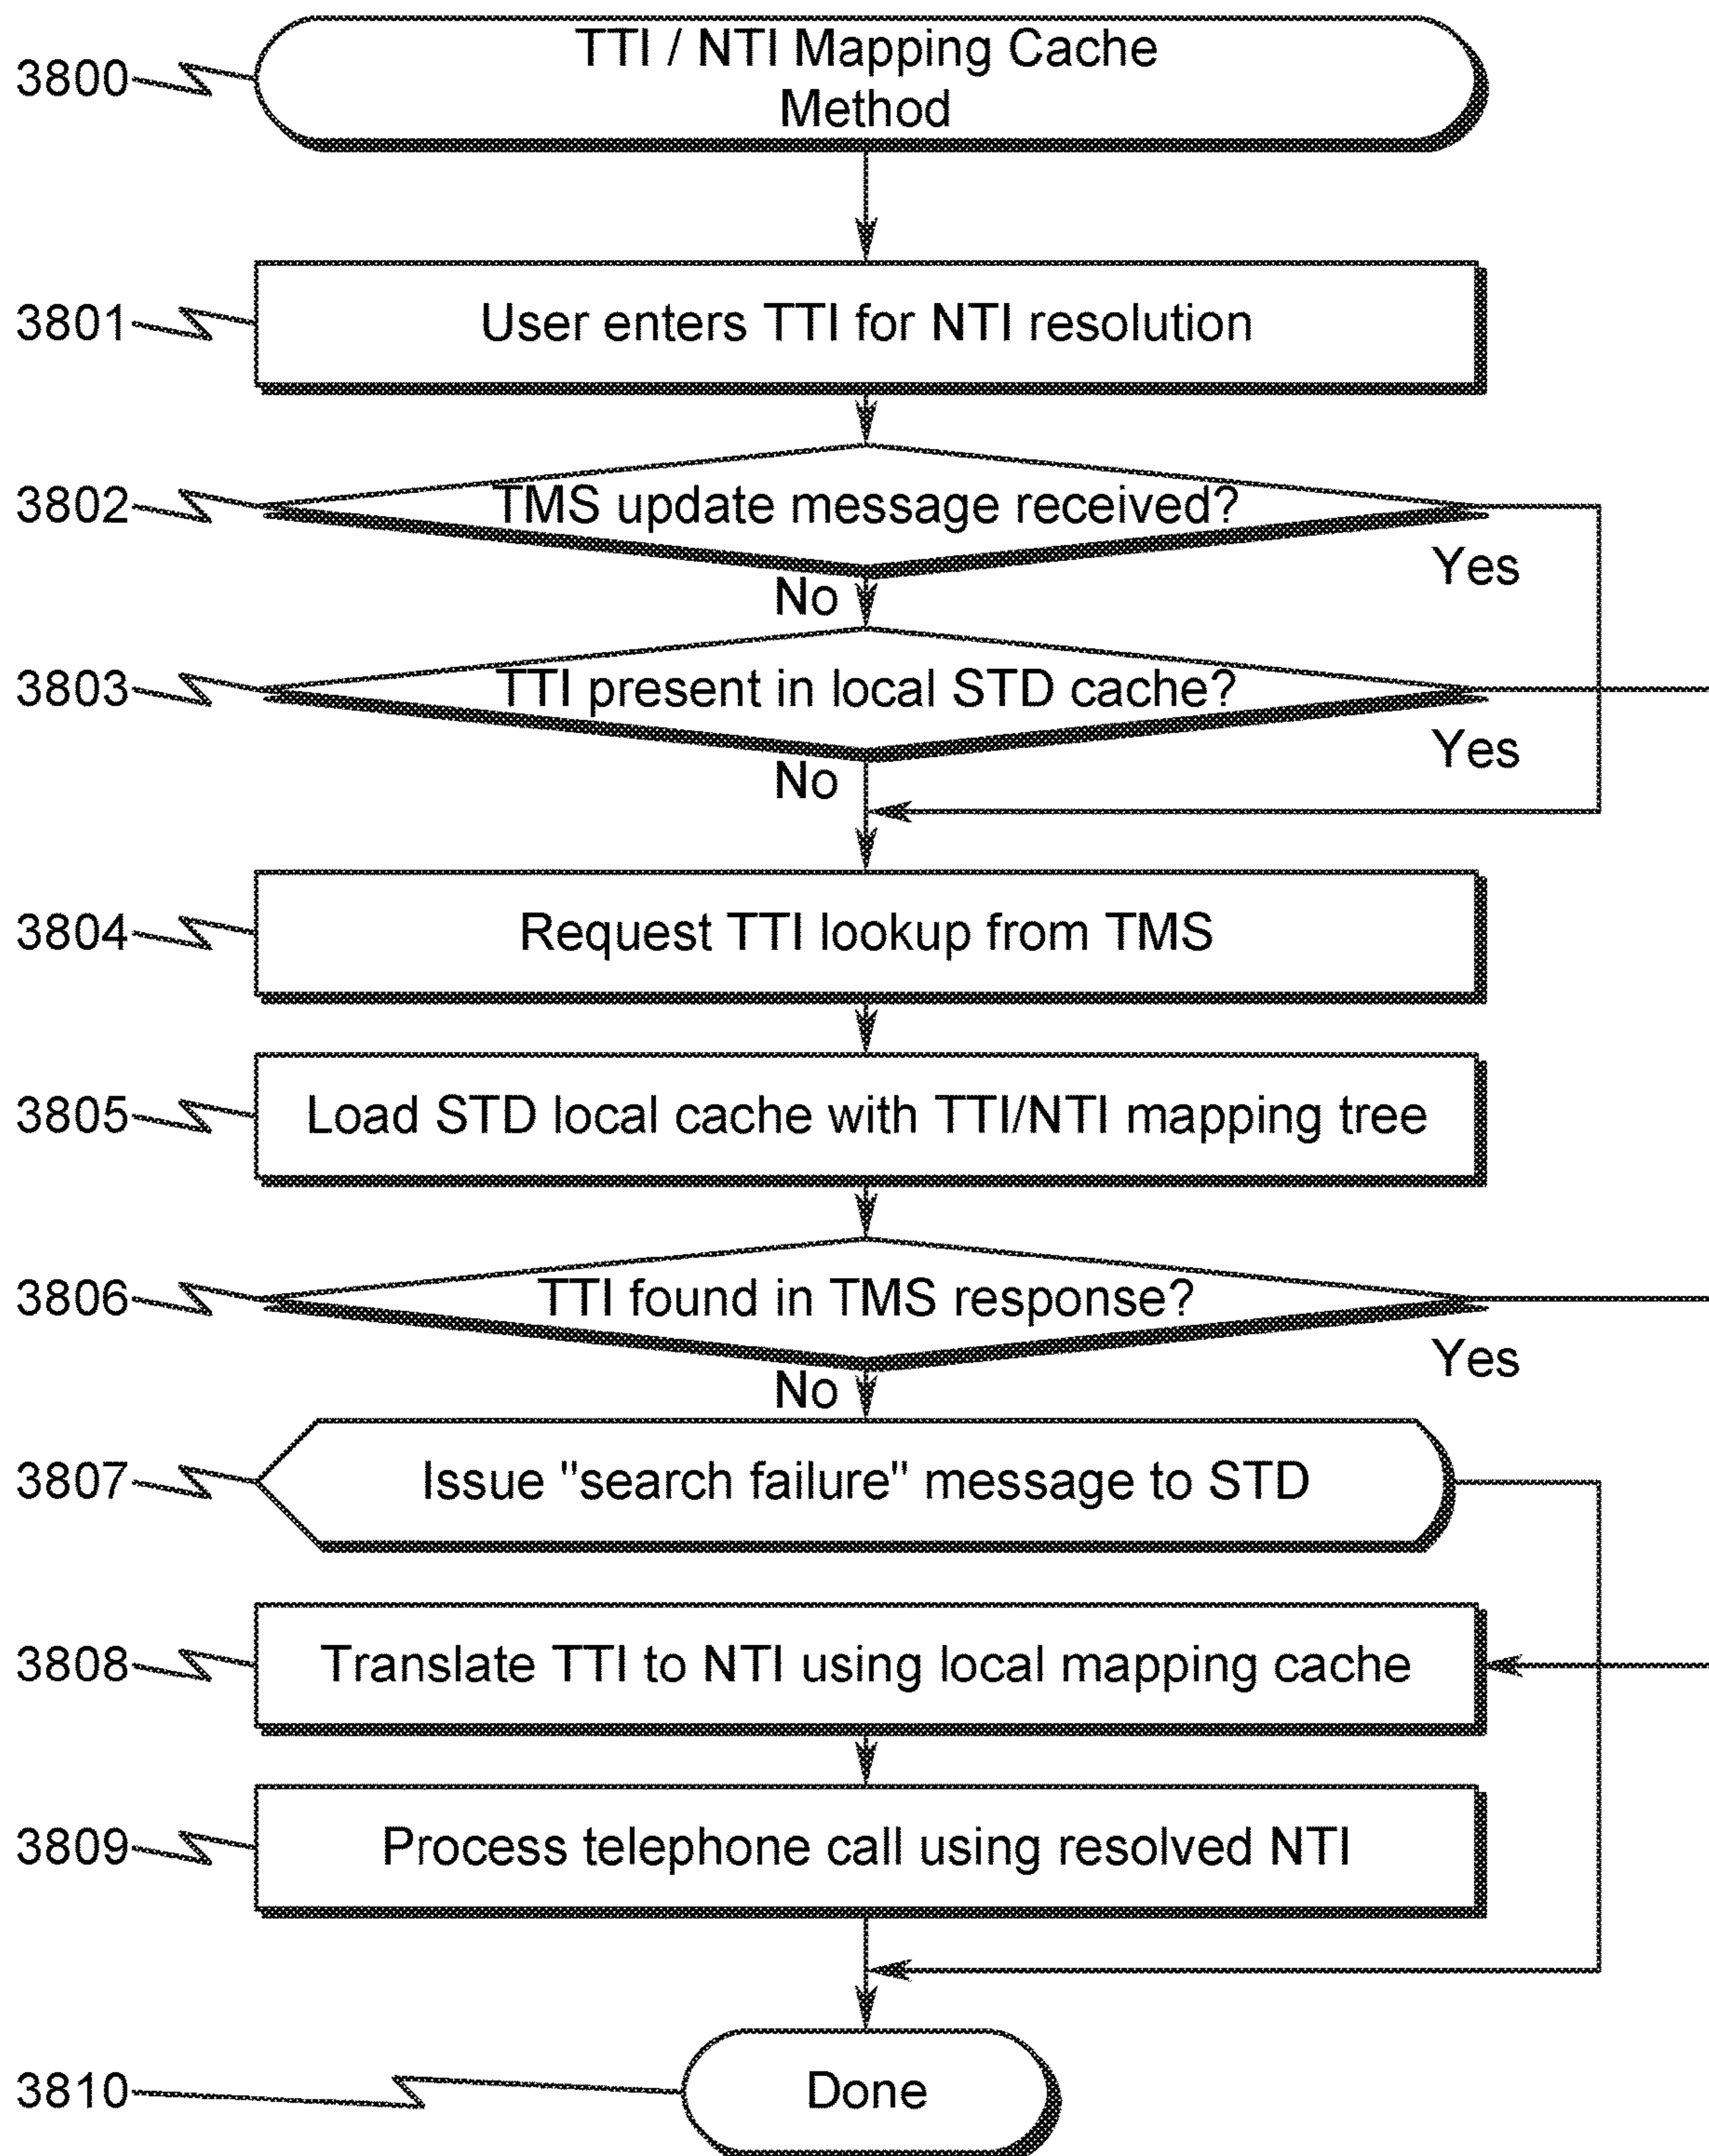 3800
TTI / NTI Mapping Cache
Method
3801
User enters TTI for NTI resolution
3802
TMS update message received?
Yes
No
3803
TTI present in local STD cache?
Yes
No
3804
Request TTI lookup from TMS
3805
Load STD local cache with TTI/NTI mapping tree
3806
TTI found in TMS response?
Yes
No
3807
Issue "search failure" message to STD
3808
Translate TTI to NTI using local mapping cache
3809
Process telephone call using resolved NTI
3810
Done